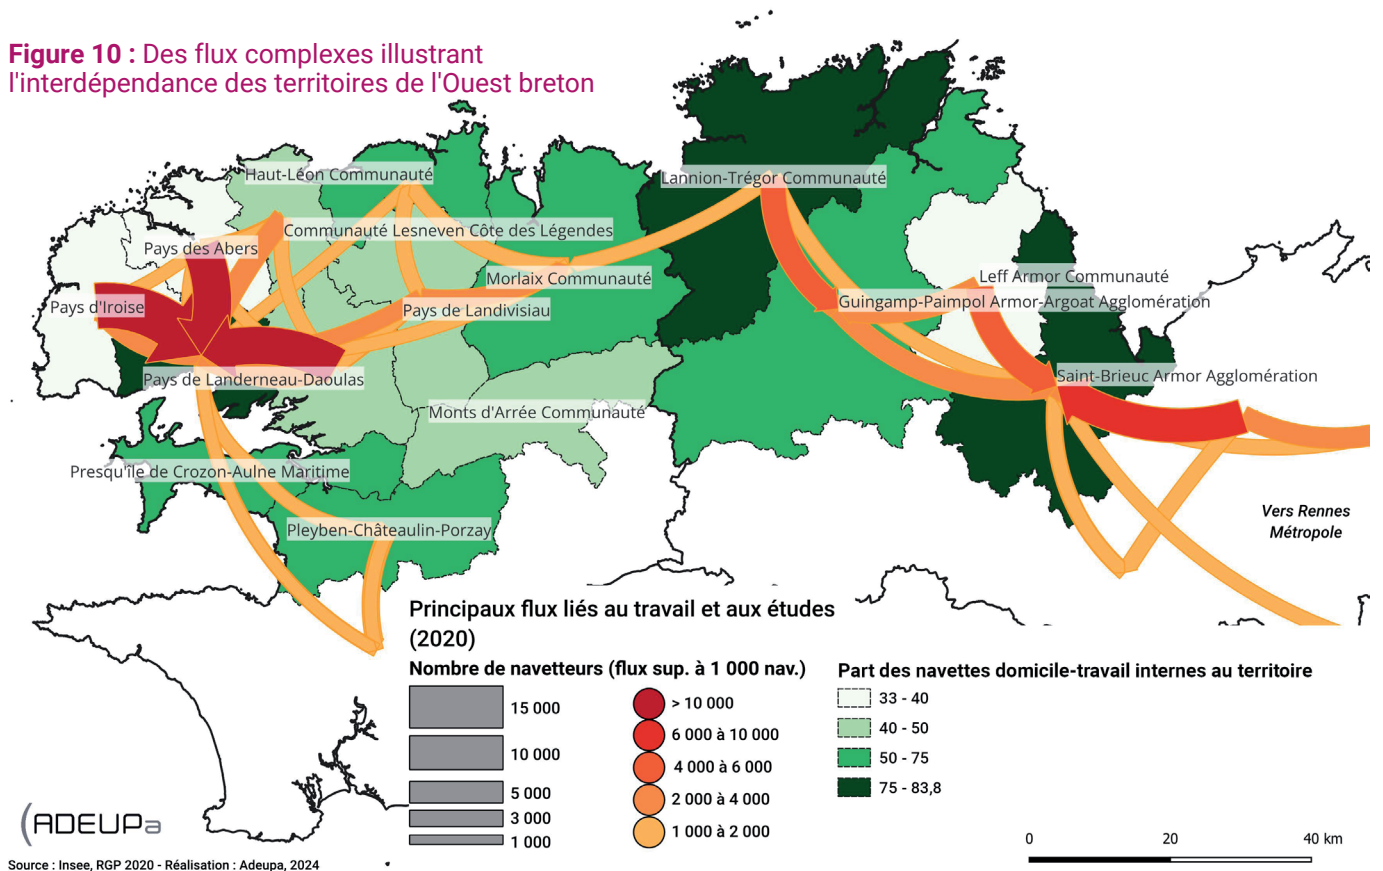 Figure 10 : Des flux complexes illustrant
l'interdépendance des territoires de l'Ouest breton
Haut-Léon Communauté
Lannion-Trégor Communauté
Communauté Lesneven Côte des Légendes
Pays des Abers
Morlaix Communauté
Leff Armor Communauté
Pays d'Iroise
Pays de Landivisiau
Guingamp-Paimpol Armor-Argoat Agglomération
Pays de Landerneau-Daoulas
Saint-Brieuc Armor Agglomération
Monts d'Arrée Communauté
Presqu'île de Crozon-Aulne Maritime
Pleyben-Châteaulin-Porzay
Vers Rennes
Métropole
Principaux flux liés au travail et aux études
(2020)
Nombre de navetteurs (flux sup. à 1 000 nav.)
15 000
10 000
5 000
3 000
1 000
> 10 000
6 000 à 10 000
4 000 à 6 000
2 000 à 4 000
1 000 à 2 000
Part des navettes domicile-travail internes au territoire
33 - 40
40 - 50
50 - 75
75 - 83,8
0 20 40 km
ADEUPa
Source : Insee, RGP 2020 - Réalisation : Adeupa, 2024